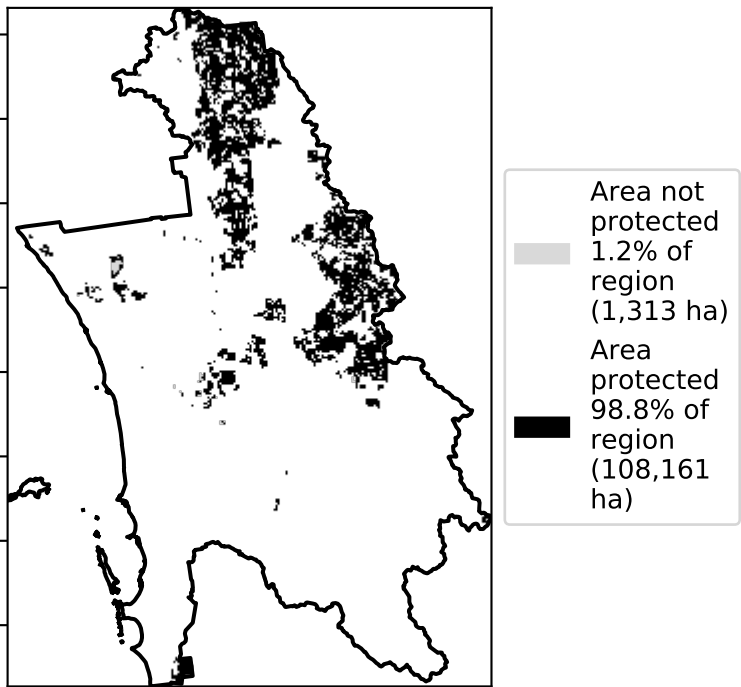 Area not
protected
1.2% of
region
(1,313 ha)
Area
protected
98.8% of
region
(108,161
ha)